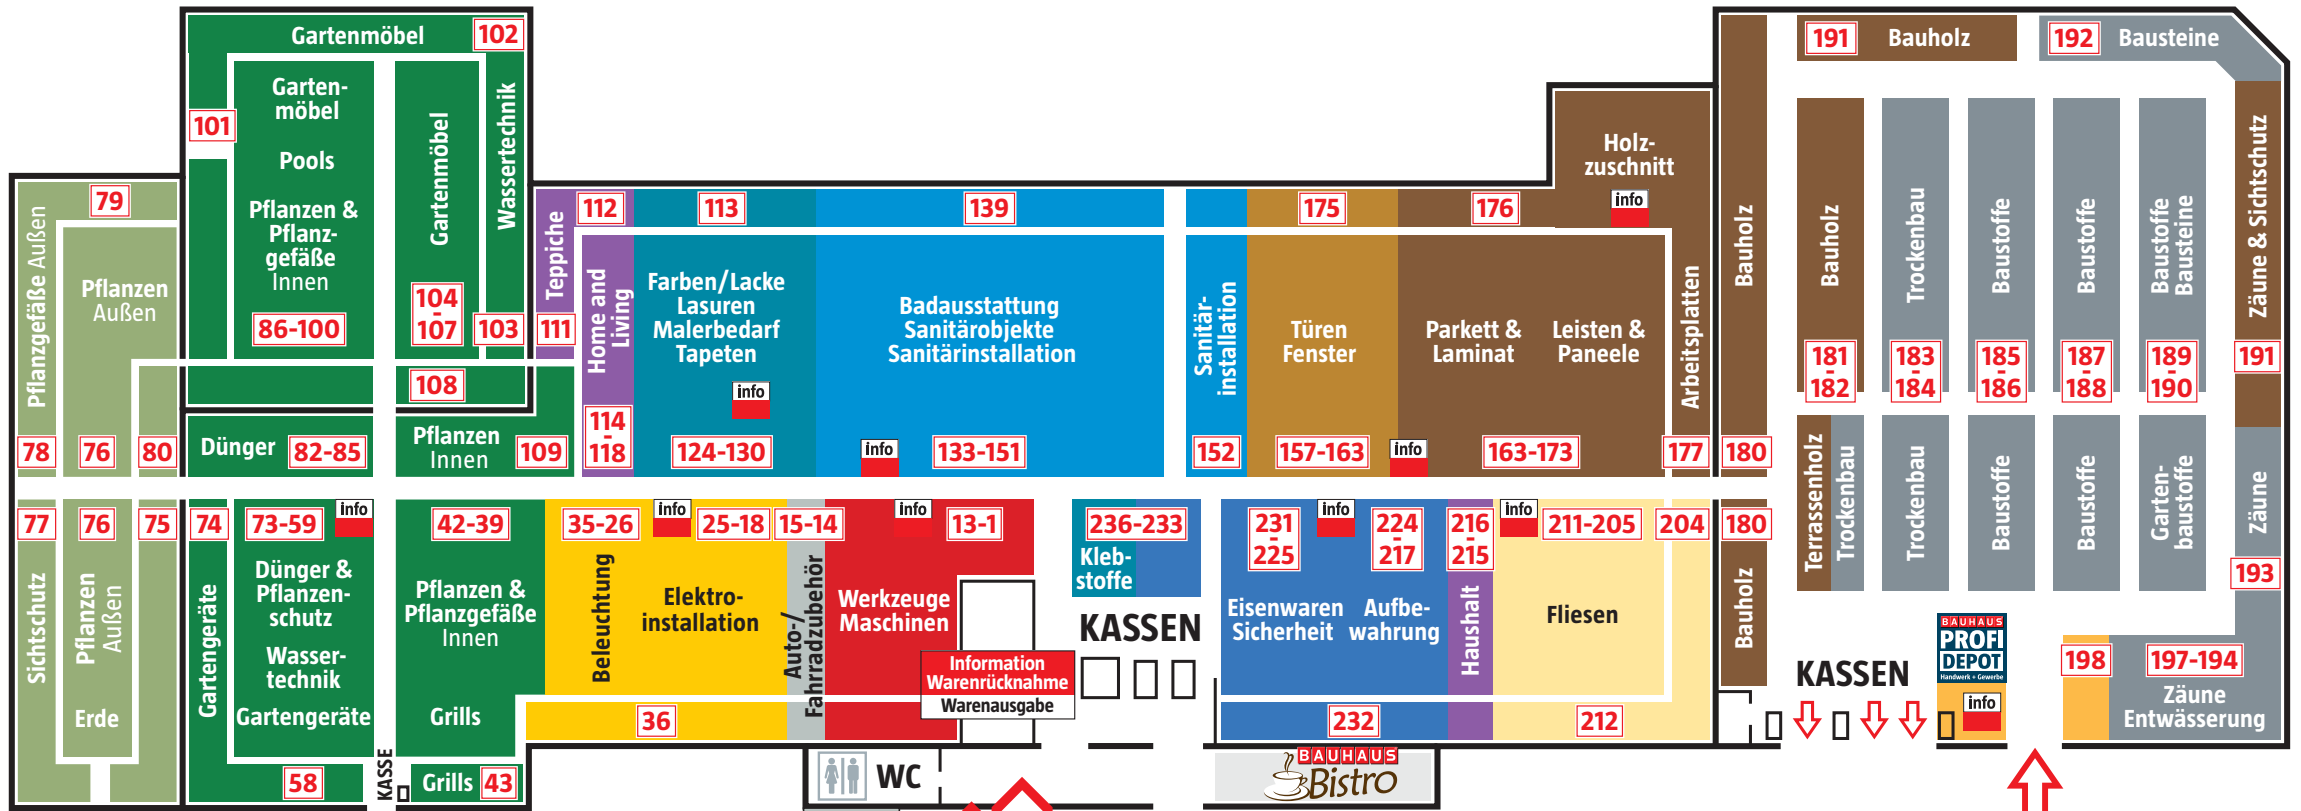 Gartenmöbel
102
101
Garten-
möbel
Pools
Pflanzen &
Pflanz-
gefäße
Innen
86-100
Gartenmöbel
104
-
107
Wassertechnik
103
108
79
Pflanzgefäße Außen
78
Pflanzen
Außen
76
80
Dünger
82-85
Pflanzen
Innen
109
Teppiche
111
112
Home and
Living
114
-
118
113
Farben/Lacke
Lasuren
Malerbedarf
Tapeten
info
124-130
139
Badausstattung
Sanitärobjekte
Sanitärinstallation
info
133-151
Sanitär-
installation
152
175
Türen
Fenster
157-163
info
176
Parkett &
Laminat
Leisten &
Paneele
163-173
Holz-
zuschnitt
info
Arbeitsplatten
177
Bauholz
180
191
Bauholz
192
Bausteine
Bauholz
181
-
182
Trockenbau
183
-
184
Baustoffe
185
-
186
Baustoffe
187
-
188
Baustoffe
Bausteine
189
-
190
Zäune & Sichtschutz
191
77
Sichtschutz
76
Pflanzen
Außen
Erde
75
74
Gartengeräte
73-59
info
Dünger &
Pflanzen-
schutz
Wasser-
technik
Gartengeräte
58
KASSE
42-39
Pflanzen &
Pflanzgefäße
Innen
Grills
Grills
43
35-26
Beleuchtung
info
25-18
Elektro-
installation
36
15-14
Auto-/
Fahrradzubehör
info
13-1
Werkzeuge
Maschinen
Information
Warenrücknahme
Warenausgabe
WC
236-233
Kleb-
stoffe
KASSEN
231
-
225
info
224
-
217
Eisenwaren
Sicherheit
Aufbe-
wahrung
232
216
-
215
Haushalt
info
211-205
204
Fliesen
212
BAUHAUS
Bistro
180
Bauholz
Terrassenholz
Trockenbau
Trockenbau
Baustoffe
Baustoffe
Garten-
baustoffe
Zäune
193
KASSEN
BAUHAUS
PROFI
DEPOT
Handwerk + Gewerbe
info
198
197-194
Zäune
Entwässerung